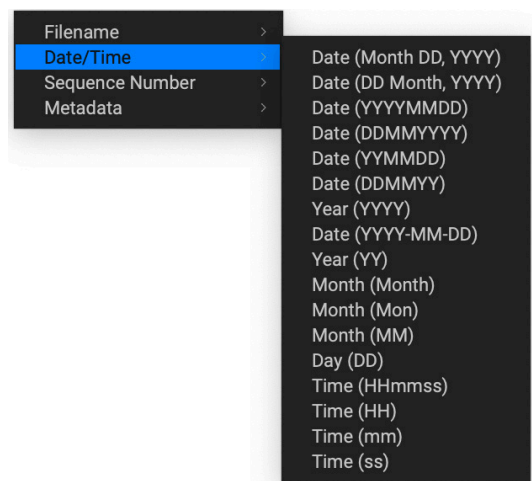 Filename
Date/Time
Sequence Number
Metadata
Date (Month DD, YYYY)
Date (DD Month, YYYY)
Date (YYYYMMDD)
Date (DDMMYYYY)
Date (YYMMDD)
Date (DDMMYY)
Year (YYYY)
Date (YYYY-MM-DD)
Year (YY)
Month (Month)
Month (Mon)
Month (MM)
Day (DD)
Time (HHmmss)
Time (HH)
Time (mm)
Time (ss)